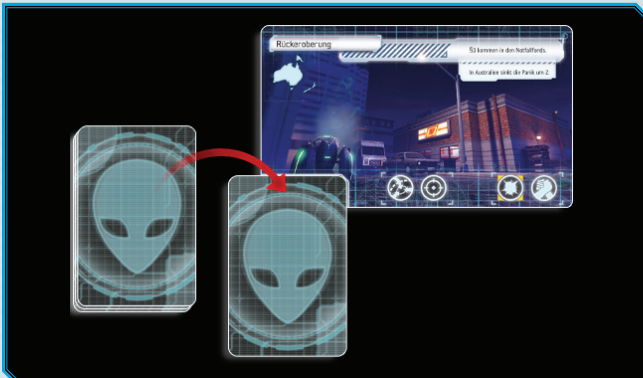 Rückeroberung
5$ kommen in den Notfallfonds.
In Australien sinkt die Panik um 2.